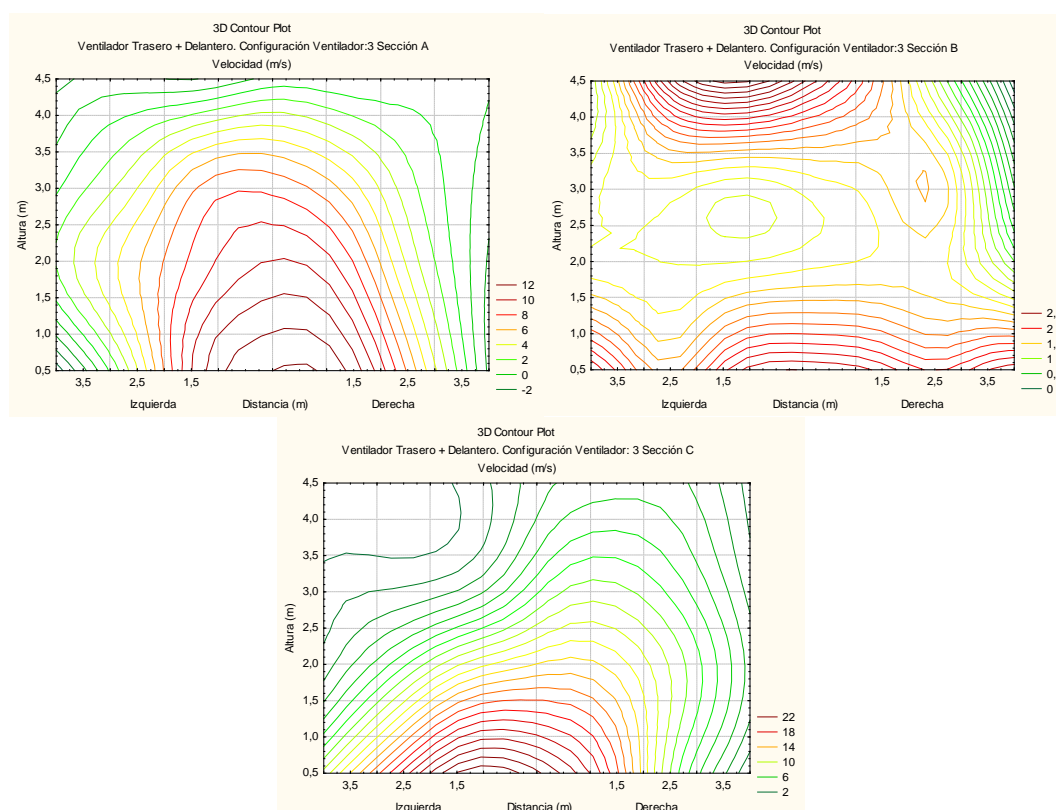 3D Contour Plot
Ventilador Trasero + Delantero. Configuración Ventilador:3 Sección A
Velocidad (m/s)
4,5
4,0
3,5
3,0
2,5
2,0
1,5
1,0
0,5
Altura (m)
3,5 2,5 1,5 1,5 2,5 3,5
Izquierda Distancia (m) Derecha
12
10
8
6
4
2
0
-2
3D Contour Plot
Ventilador Trasero + Delantero. Configuración Ventilador:3 Sección B
Velocidad (m/s)
4,5
4,0
3,5
3,0
2,5
2,0
1,5
1,0
0,5
Altura (m)
3,5 2,5 1,5 1,5 2,5 3,5
Izquierda Distancia (m) Derecha
2,
2
1,
1
0,
0
3D Contour Plot
Ventilador Trasero + Delantero. Configuración Ventilador: 3 Sección C
Velocidad (m/s)
4,5
4,0
3,5
3,0
2,5
2,0
1,5
1,0
0,5
Altura (m)
3,5 2,5 1,5 1,5 2,5 3,5
Izquierda Distancia (m) Derecha
22
18
14
10
6
2